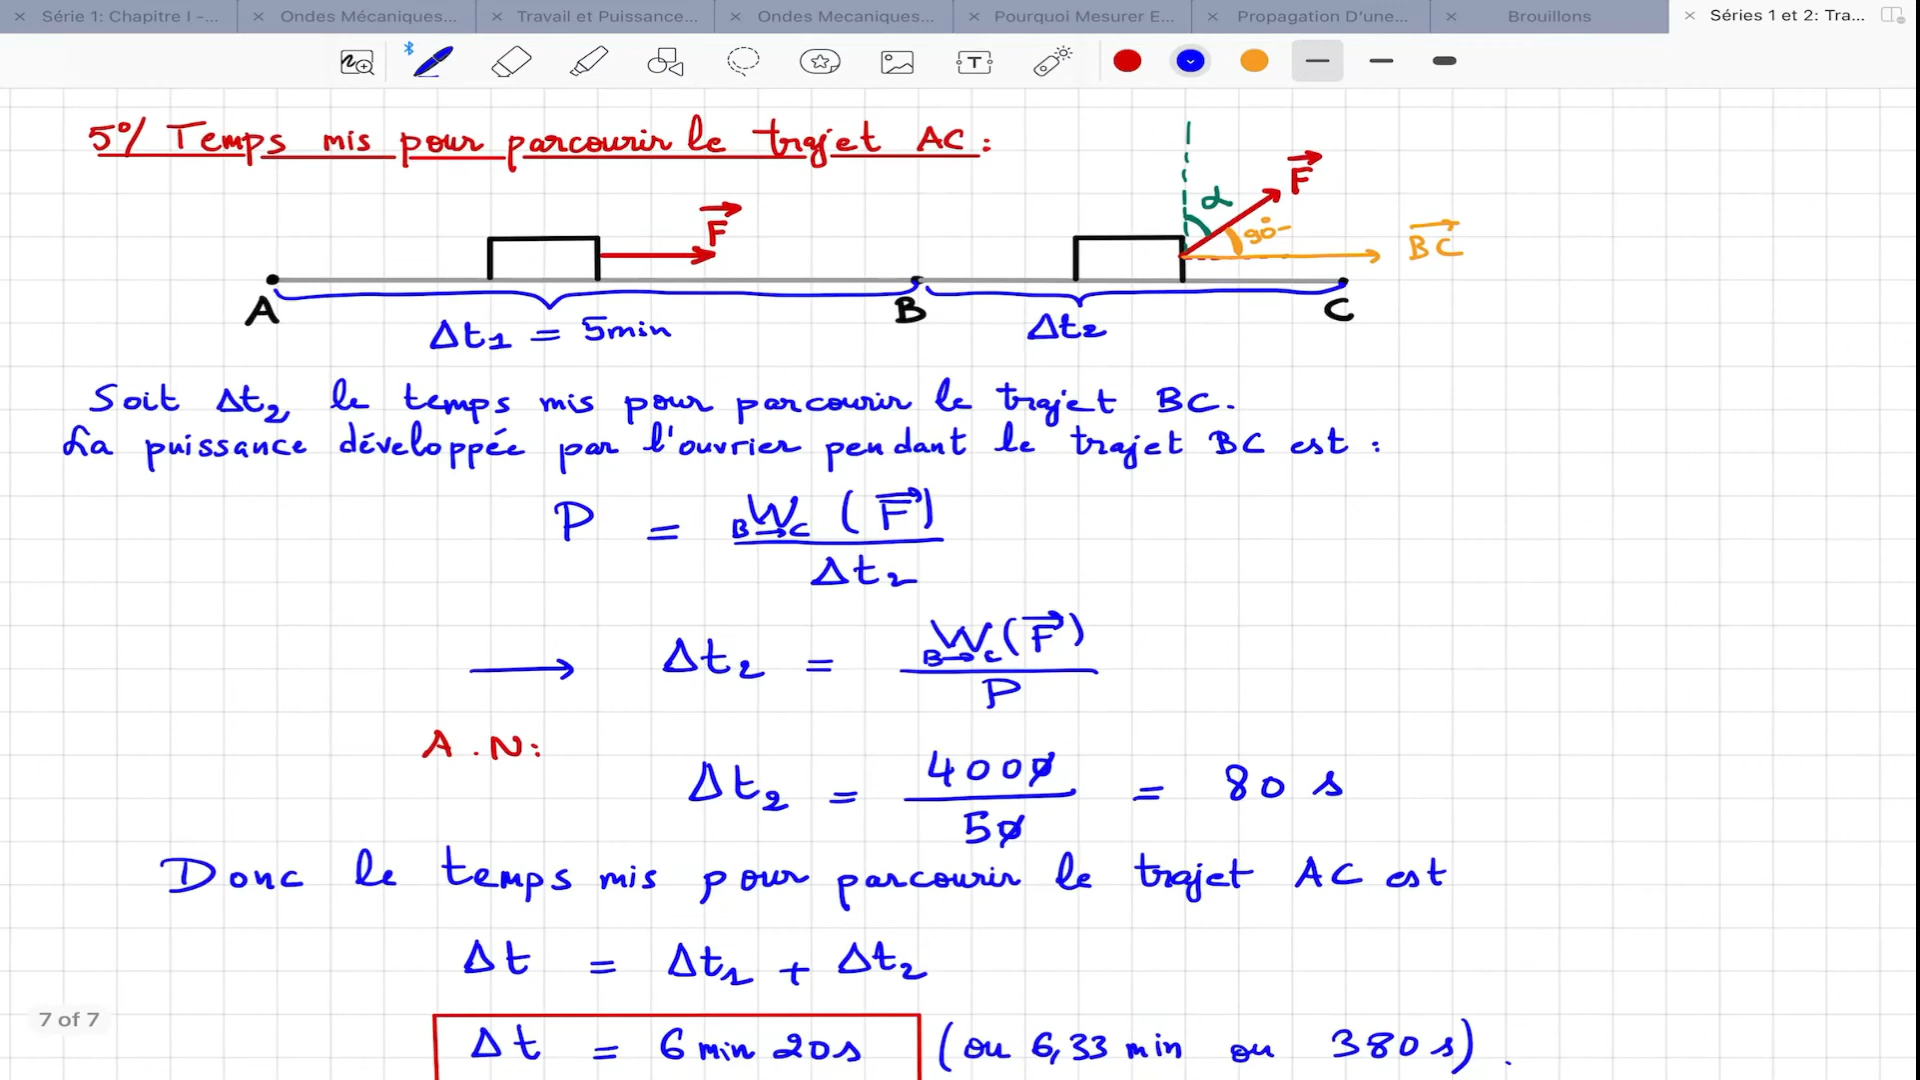 Série 1: Chapitre I -...
Ondes Mécaniques...
Travail et Puissance...
Ondes Mecaniques...
Pourquoi Mesurer E...
Propagation D'une...
Brouillons
Séries 1 et 2: Tra...
5°/ Temps mis pour parcourir le trajet AC:
F
F
α
90°-
BC
A
B
C
Δt1 = 5min
Δt2
Soit Δt2 le temps mis pour parcourir le trajet BC.
La puissance développée par l'ouvrier pendant le trajet BC est :
P = W B→C (F) / Δt2
→ Δt2 = W B→C (F) / P
A.N:
Δt2 = 4000 / 50 = 80 s
Donc le temps mis pour parcourir le trajet AC est
Δt = Δt1 + Δt2
Δt = 6 min 20s (ou 6,33 min ou 380s).
7 of 7